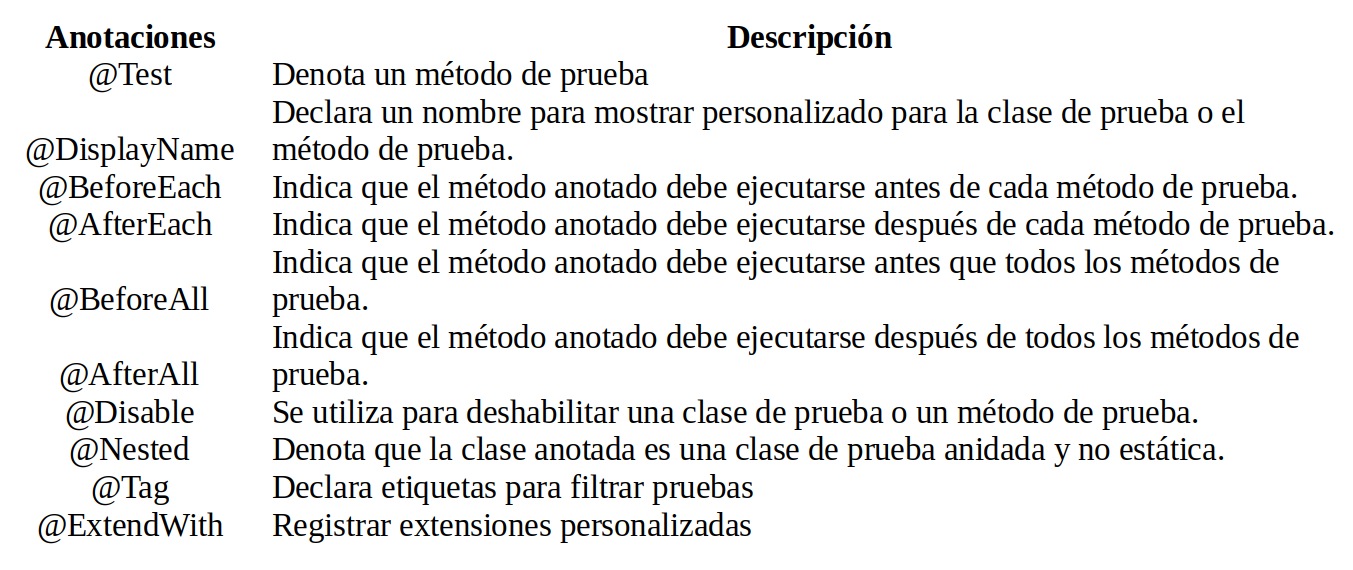 Anotaciones Descripción
@Test Denota un método de prueba
Declara un nombre para mostrar personalizado para la clase de prueba o el
@DisplayName método de prueba.
@BeforeEach Indica que el método anotado debe ejecutarse antes de cada método de prueba.
@AfterEach Indica que el método anotado debe ejecutarse después de cada método de prueba.
Indica que el método anotado debe ejecutarse antes que todos los métodos de
@BeforeAll prueba.
Indica que el método anotado debe ejecutarse después de todos los métodos de
@AfterAll prueba.
@Disable Se utiliza para deshabilitar una clase de prueba o un método de prueba.
@Nested Denota que la clase anotada es una clase de prueba anidada y no estática.
@Tag Declara etiquetas para filtrar pruebas
@ExtendWith Registrar extensiones personalizadas